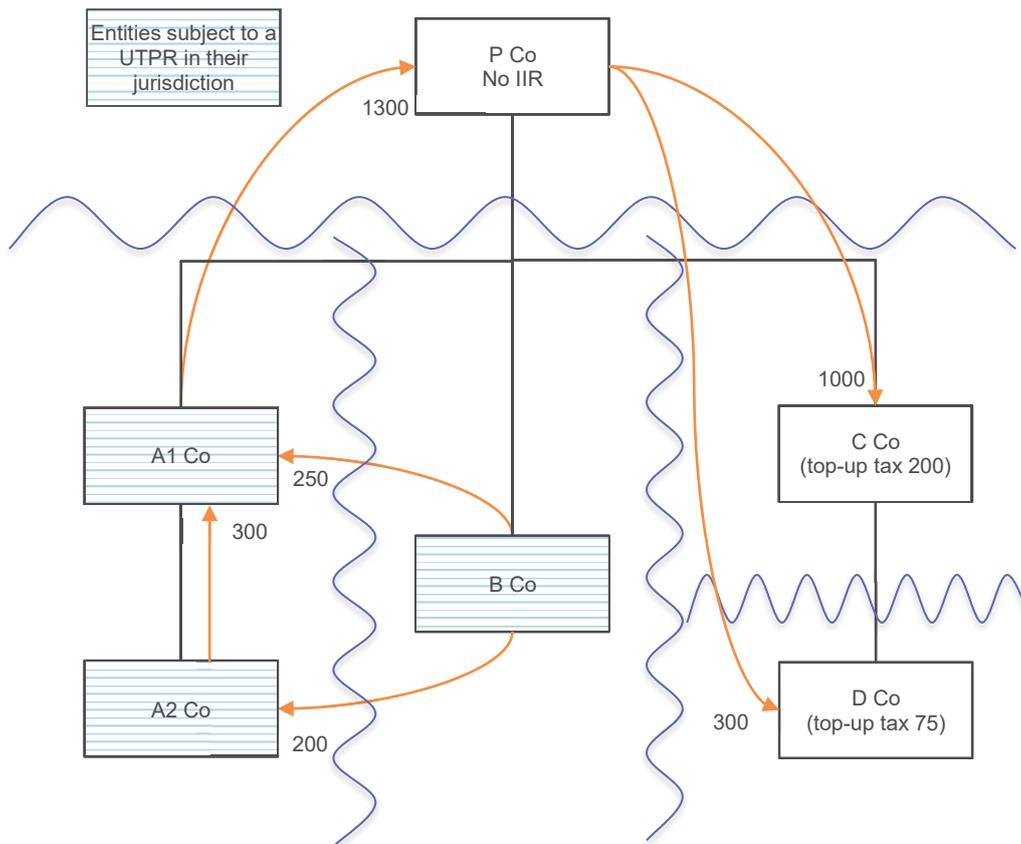 Entities subject to a
UTPR in their
jurisdiction
P Co
No IIR
1300
1000
A1 Co
250
C Co
(top-up tax 200)
300
B Co
A2 Co
200
300
D Co
(top-up tax 75)